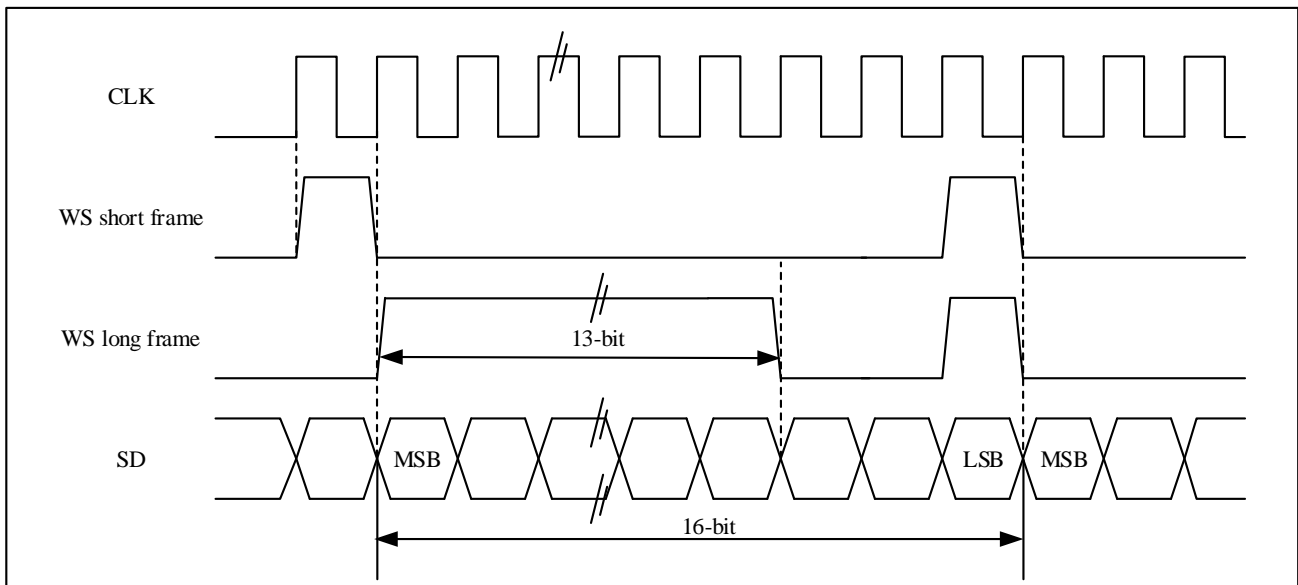 CLK
WS short frame
WS long frame
13-bit
SD
MSB
LSB
MSB
16-bit